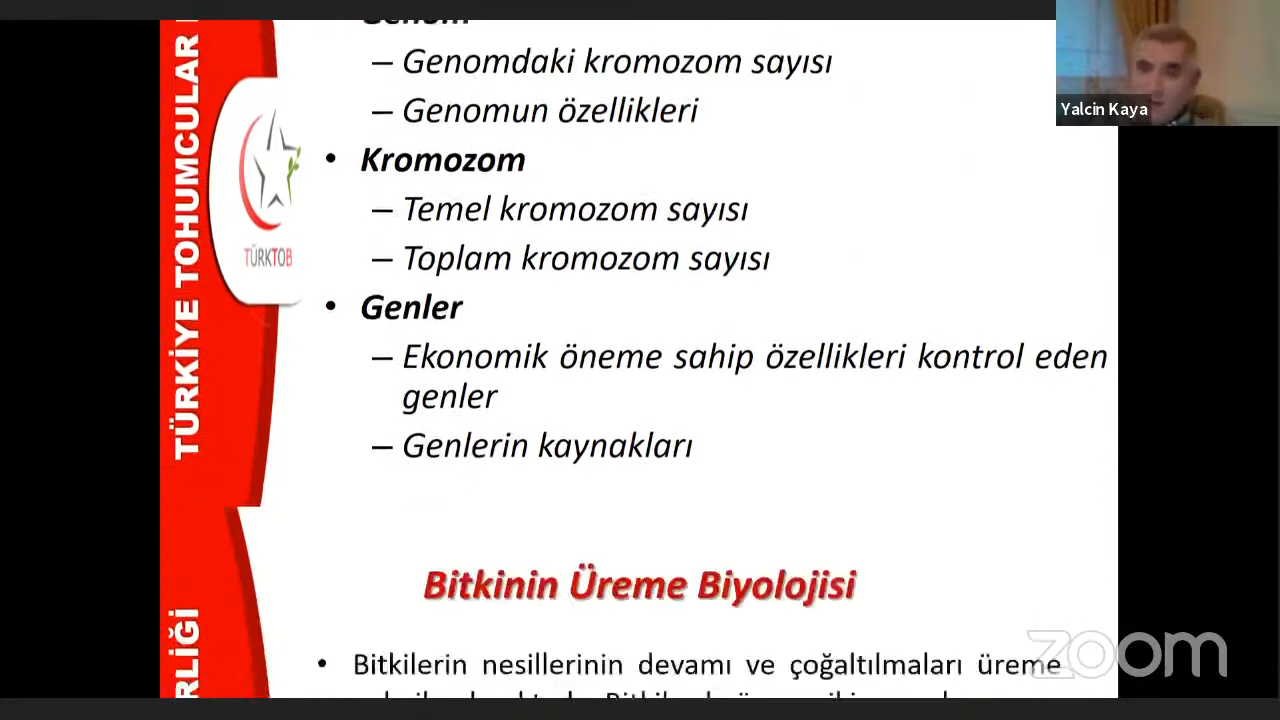 Genom
– Genomdaki kromozom sayısı
– Genomun özellikleri
• Kromozom
– Temel kromozom sayısı
– Toplam kromozom sayısı
• Genler
– Ekonomik öneme sahip özellikleri kontrol eden
genler
– Genlerin kaynakları
Bitkinin Üreme Biyolojisi
• Bitkilerin nesillerinin devamı ve çoğaltılmaları üreme
TÜRKİYE TOHUMCULAR
TÜRKTOB
Yalcin Kaya
zoom